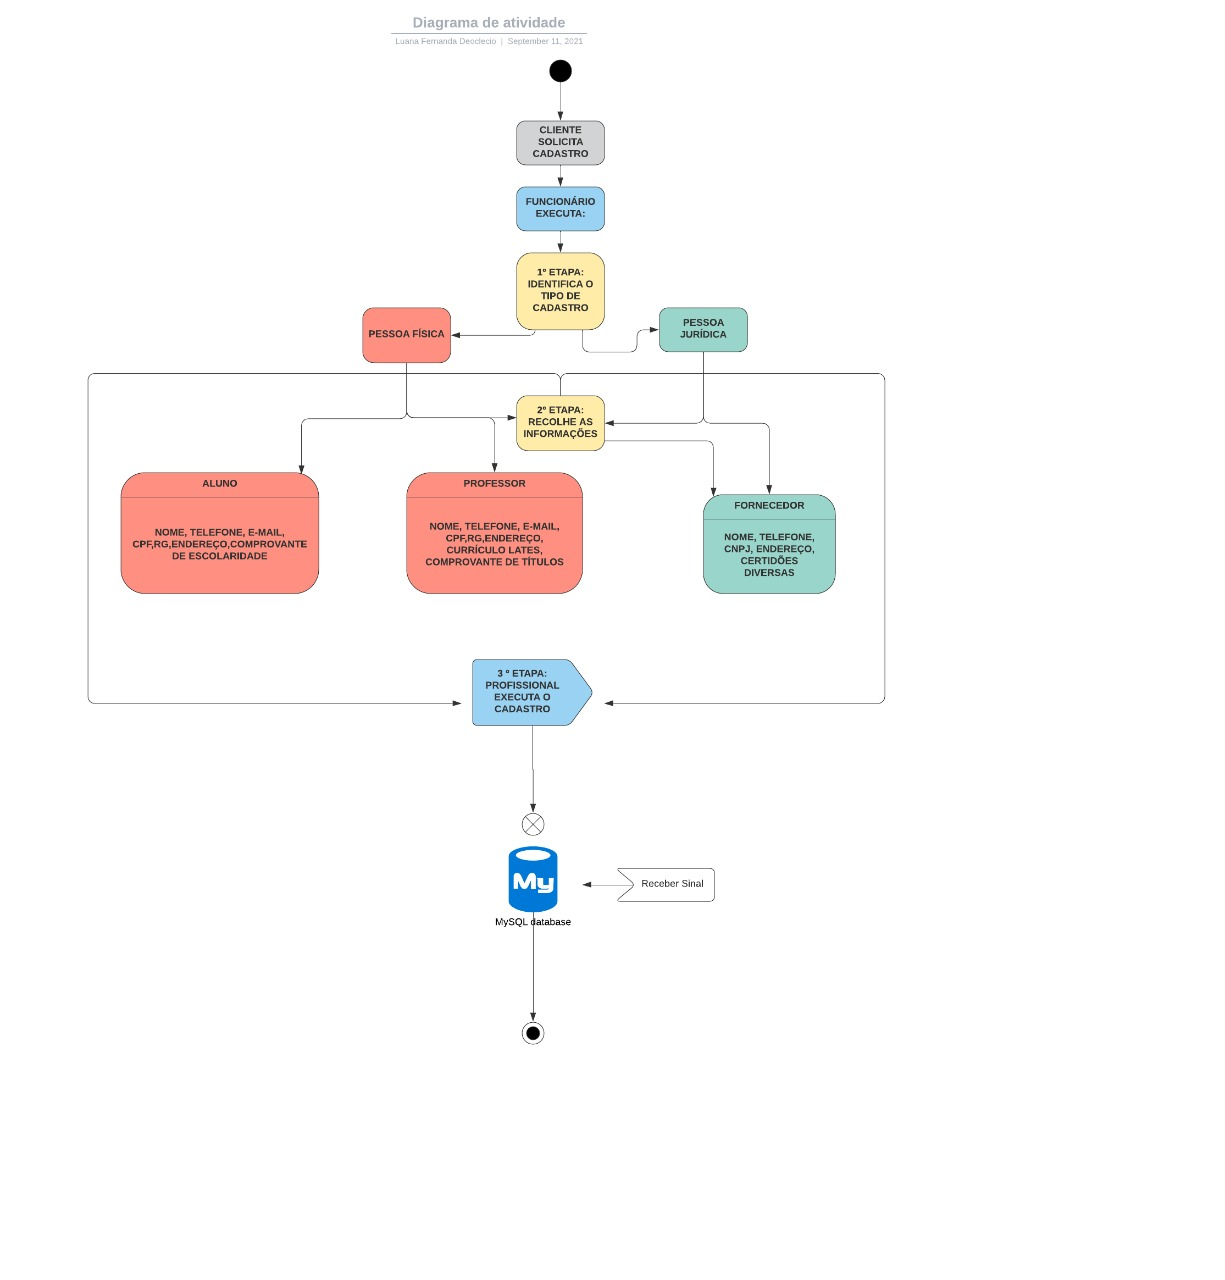 Diagrama de atividade
Luana Fernanda Deoclecio | September 11, 2021
CLIENTE
SOLICITA
CADASTRO
FUNCIONÁRIO
EXECUTA:
1º ETAPA:
IDENTIFICA O
TIPO DE
CADASTRO
PESSOA FÍSICA
PESSOA
JURÍDICA
2º ETAPA:
RECOLHE AS
INFORMAÇÕES
ALUNO
NOME, TELEFONE, E-MAIL,
CPF,RG,ENDEREÇO,COMPROVANTE
DE ESCOLARIDADE
PROFESSOR
NOME, TELEFONE, E-MAIL,
CPF,RG,ENDEREÇO,
CURRÍCULO LATES,
COMPROVANTE DE TÍTULOS
FORNECEDOR
NOME, TELEFONE,
CNPJ, ENDEREÇO,
CERTIDÕES
DIVERSAS
3 º ETAPA:
PROFISSIONAL
EXECUTA O
CADASTRO
My
MySQL database
Receber Sinal